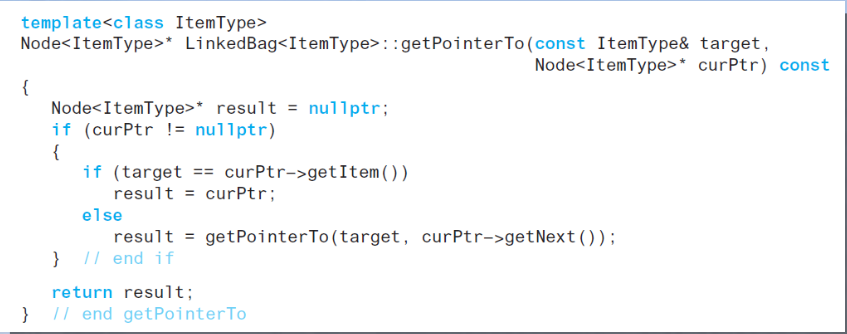 template<class ItemType>
Node<ItemType>* LinkedBag<ItemType>::getPointerTo(const ItemType& target,
                                                  Node<ItemType>* curPtr) const
{
   Node<ItemType>* result = nullptr;
   if (curPtr != nullptr)
   {
      if (target == curPtr->getItem())
         result = curPtr;
      else
         result = getPointerTo(target, curPtr->getNext());
   }  // end if
   return result;
}  // end getPointerTo